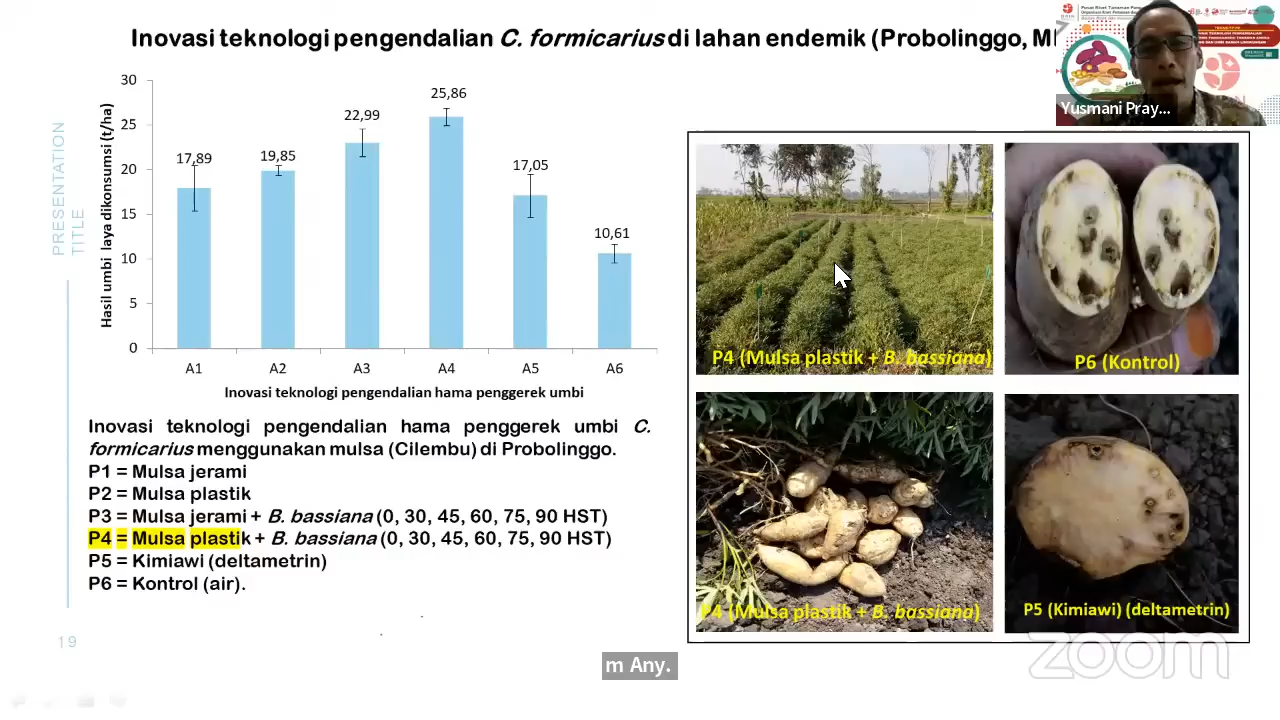 Inovasi teknologi pengendalian C. formicarius di lahan endemik (Probolinggo, MI
Yusmani Pray...
PRESENTATION
TITLE
Hasil umbi laya dikonsumsi (t/ha)
30
25
20
15
10
5
0
17,89
19,85
22,99
25,86
17,05
10,61
A1 A2 A3 A4 A5 A6
Inovasi teknologi pengendalian hama penggerek umbi
Inovasi teknologi pengendalian hama penggerek umbi C.
formicarius menggunakan mulsa (Cilembu) di Probolinggo.
P1 = Mulsa jerami
P2 = Mulsa plastik
P3 = Mulsa jerami + B. bassiana (0, 30, 45, 60, 75, 90 HST)
P4 = Mulsa plastik + B. bassiana (0, 30, 45, 60, 75, 90 HST)
P5 = Kimiawi (deltametrin)
P6 = Kontrol (air).
P4 (Mulsa plastik + B. bassiana)
P6 (Kontrol)
P4 (Mulsa plastik + B. bassiana)
P5 (Kimiawi) (deltametrin)
19
m Any.
zoom